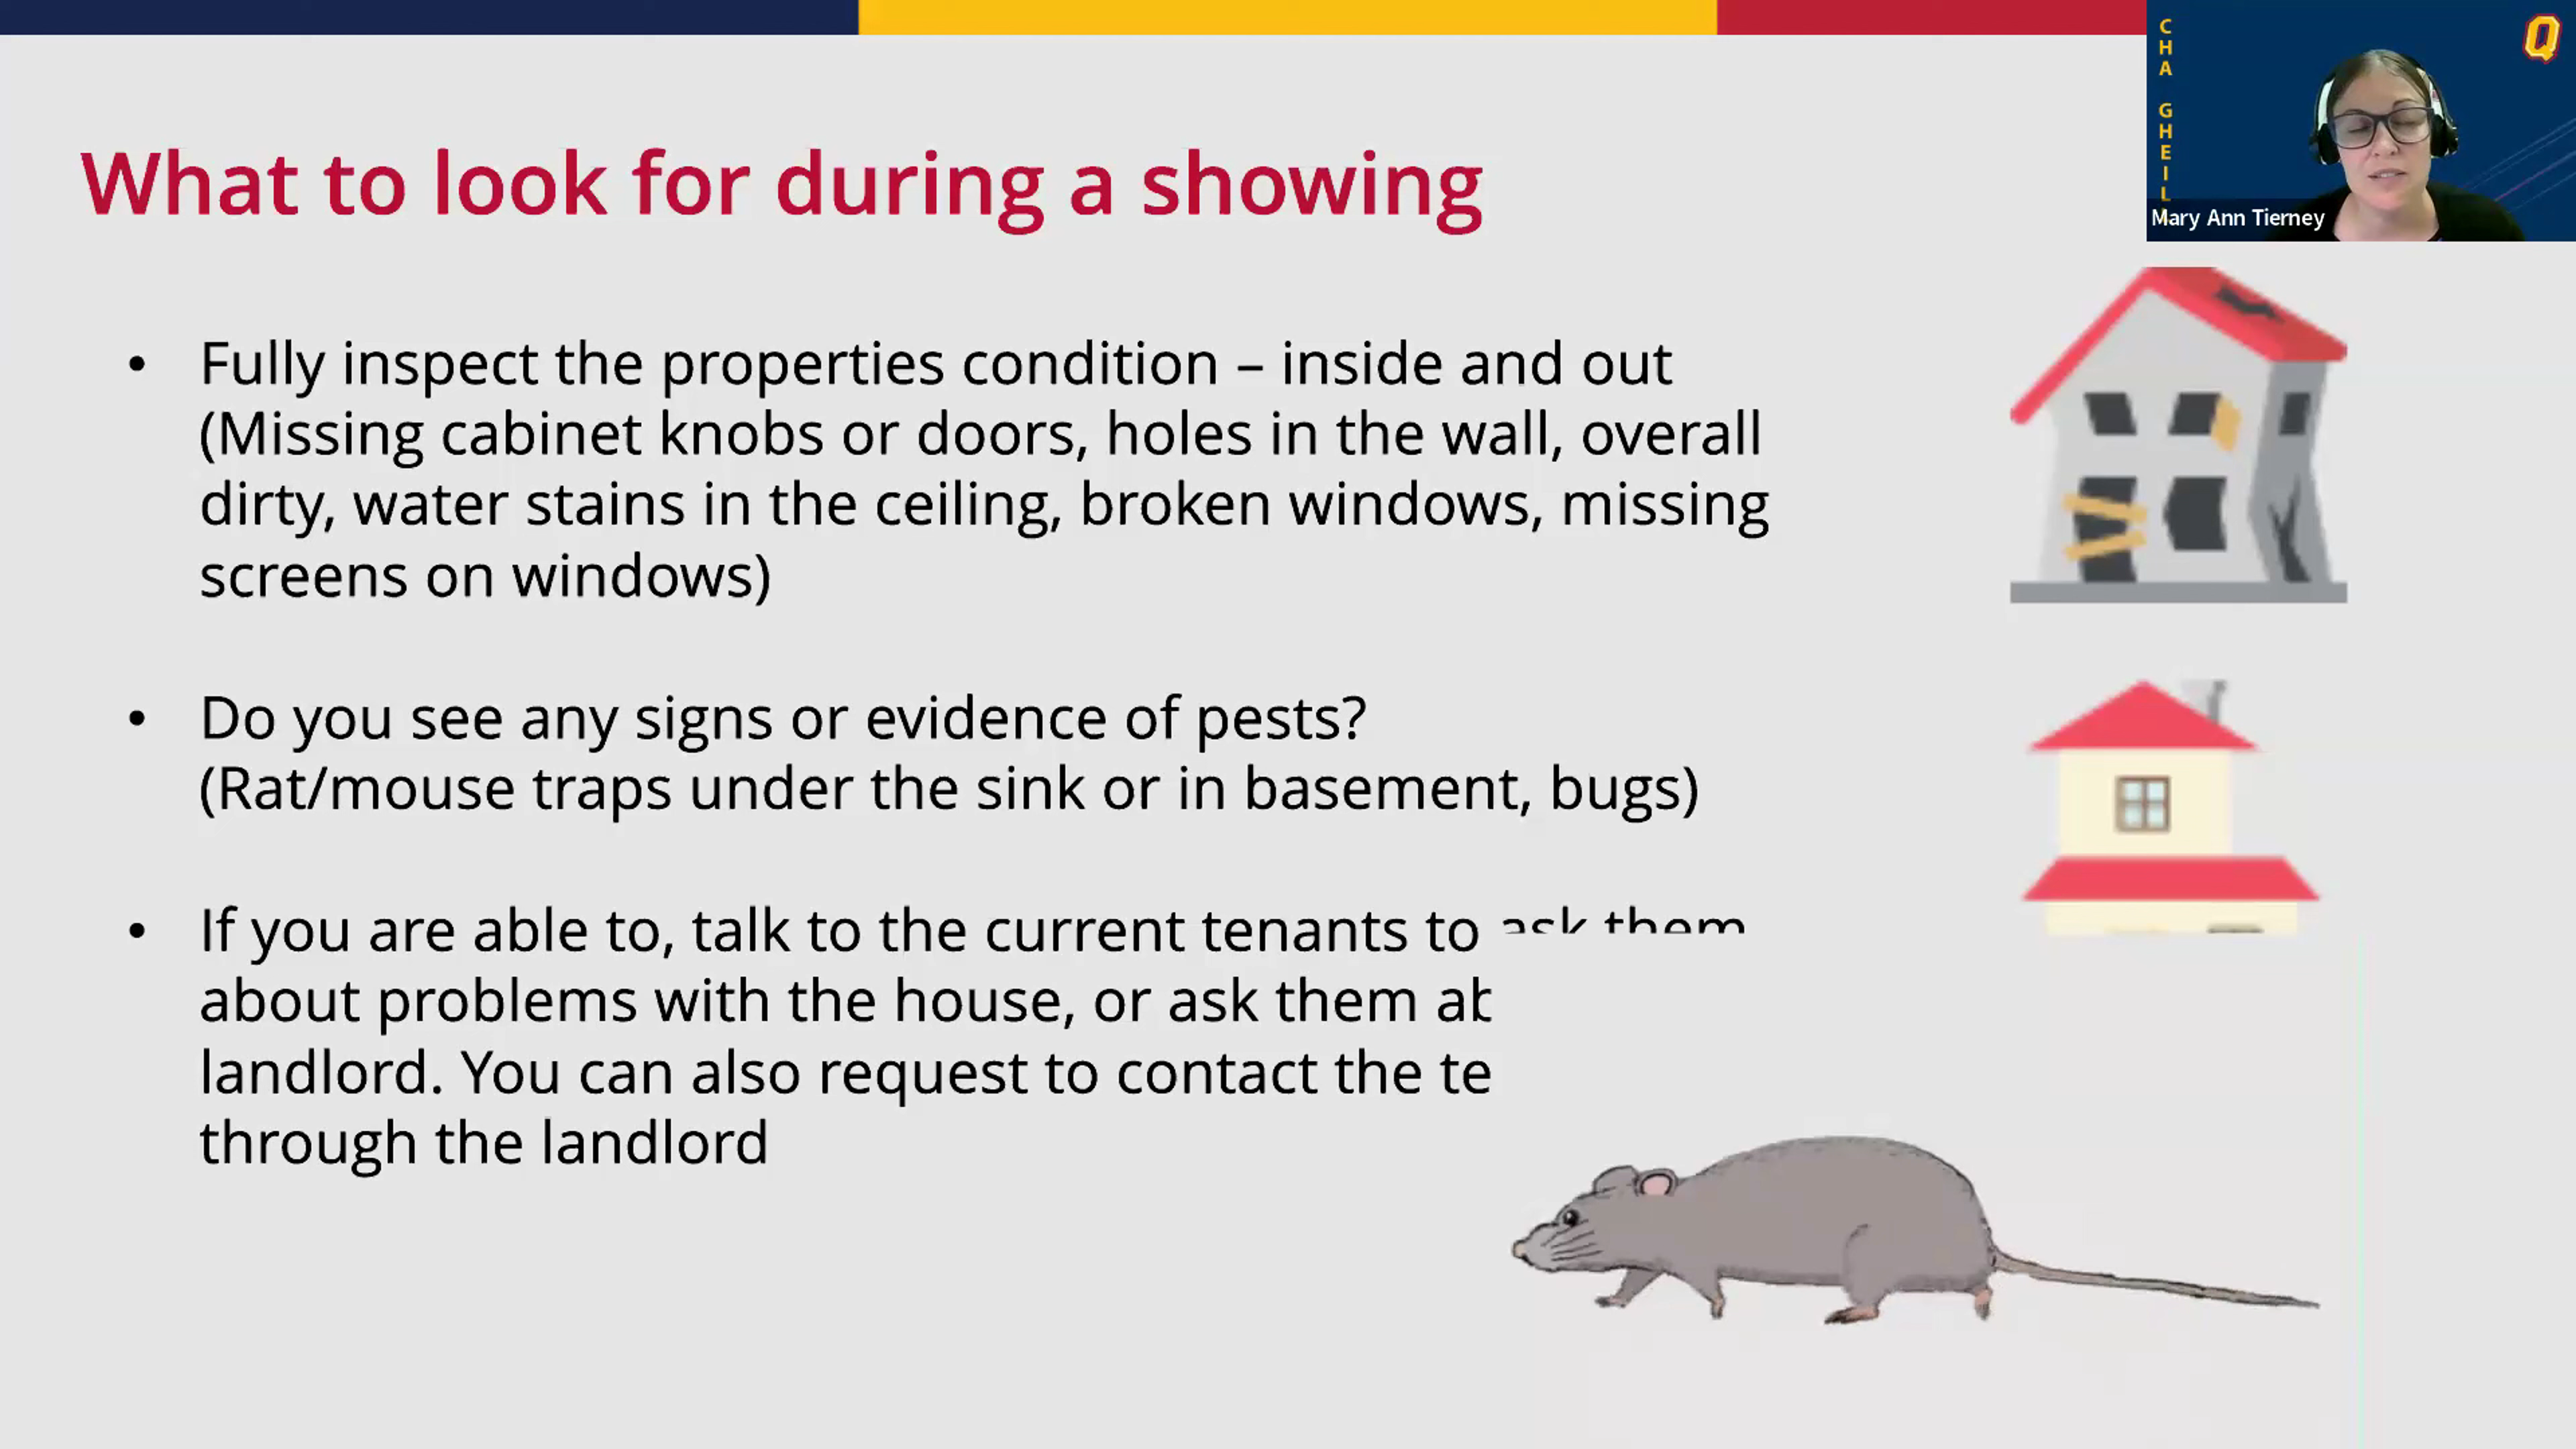 What to look for during a showing
• Fully inspect the properties condition – inside and out
(Missing cabinet knobs or doors, holes in the wall, overall
dirty, water stains in the ceiling, broken windows, missing
screens on windows)
• Do you see any signs or evidence of pests?
(Rat/mouse traps under the sink or in basement, bugs)
• If you are able to, talk to the current tenants to ask them
about problems with the house, or ask them
landlord. You can also request to contact the
through the landlord
CHA GHEIL
Q
Mary Ann Tierney